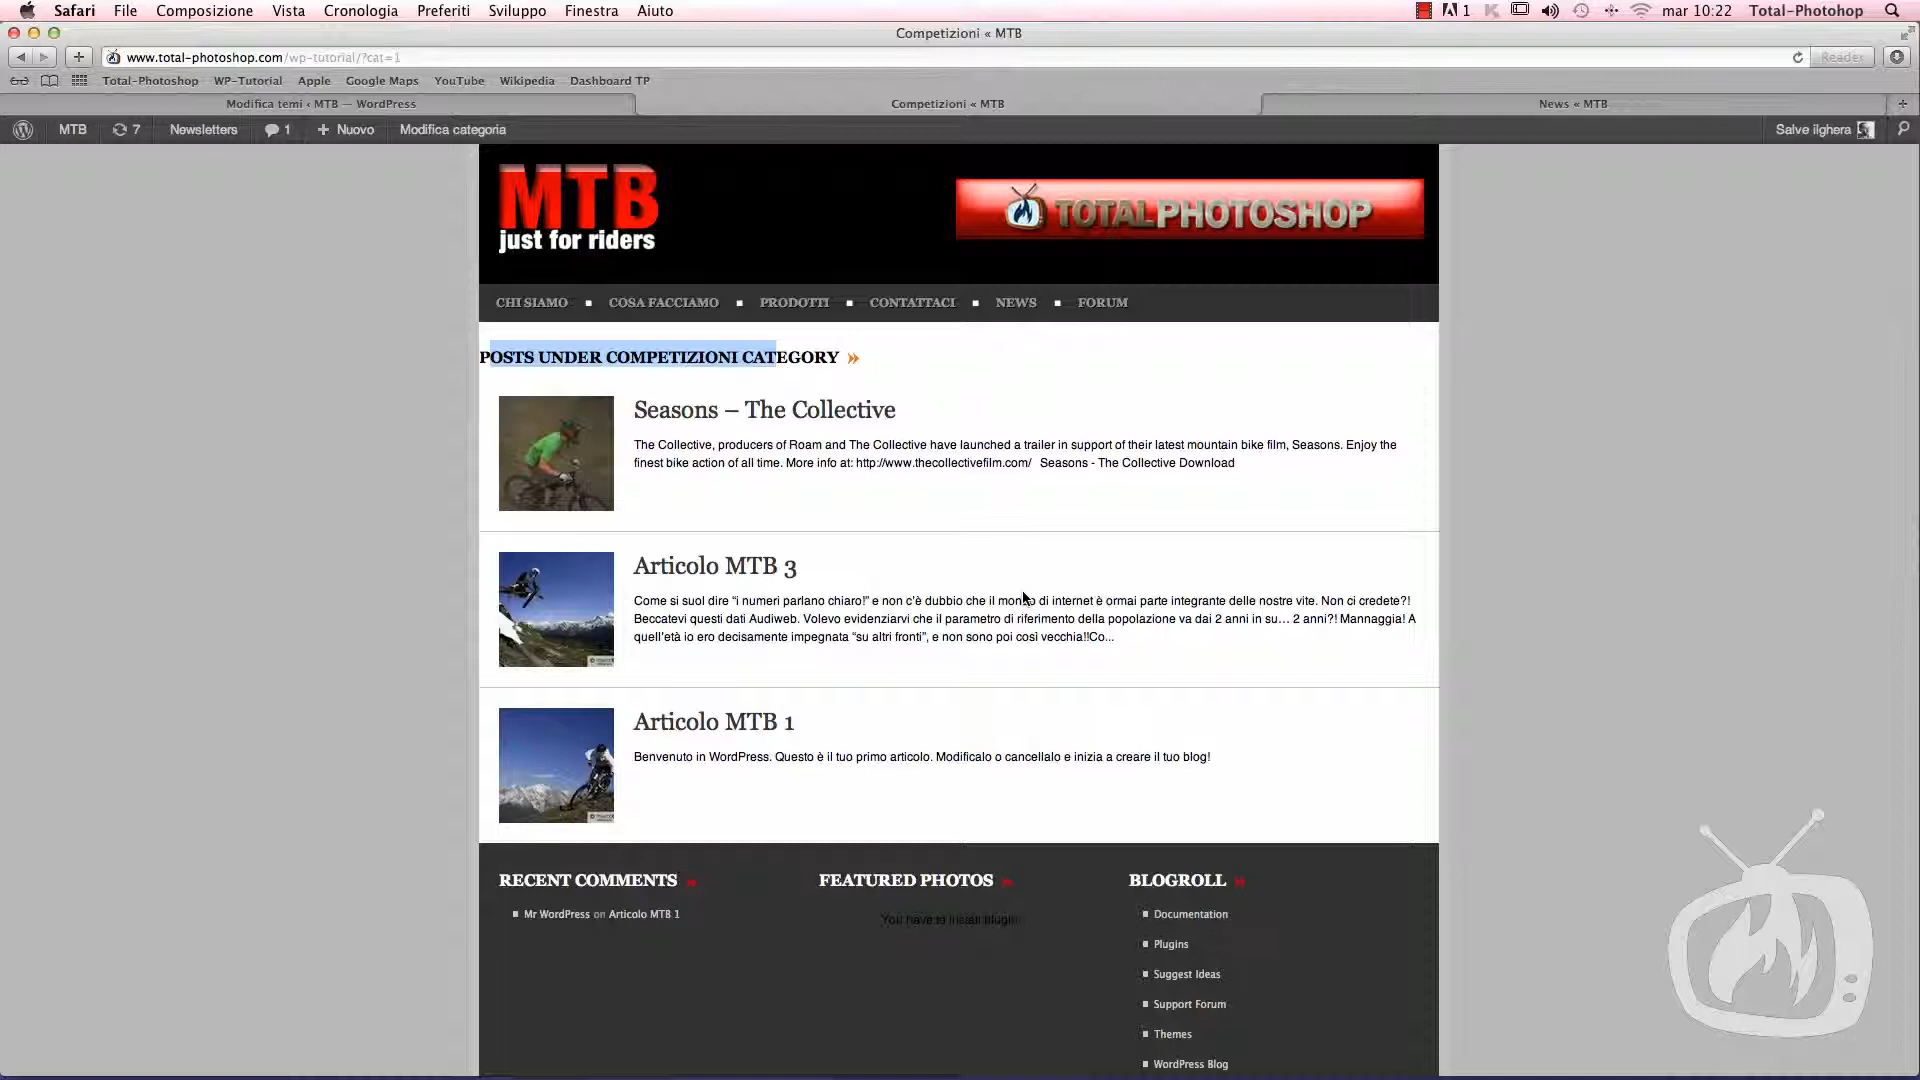 Safari File Composizione Vista Cronologia Preferiti Sviluppo Finestra Aiuto 1 mar 10:22 Total-Photohop
Competizioni « MTB
www.total-photoshop.com/wp-tutorial/?cat=1 Reader
Total-Photoshop WP-Tutorial Apple Google Maps YouTube Wikipedia Dashboard TP
Modifica temi ‹ MTB — WordPress Competizioni « MTB News « MTB
MTB 7 Newsletters 1 Nuovo Modifica categoria Salve ilghera
MTB
just for riders
TOTALPHOTOSHOP
CHI SIAMO COSA FACCIAMO PRODOTTI CONTATTACI NEWS FORUM
POSTS UNDER COMPETIZIONI CATEGORY »
Seasons – The Collective
The Collective, producers of Roam and The Collective have launched a trailer in support of their latest mountain bike film, Seasons. Enjoy the
finest bike action of all time. More info at: http://www.thecollectivefilm.com/ Seasons - The Collective Download
Articolo MTB 3
Come si suol dire “i numeri parlano chiaro!” e non c’è dubbio che il mondo di internet è ormai parte integrante delle nostre vite. Non ci credete?!
Beccatevi questi dati Audiweb. Volevo evidenziarvi che il parametro di riferimento della popolazione va dai 2 anni in su… 2 anni?! Mannaggia! A
quell’età io ero decisamente impegnata “su altri fronti”, e non sono poi così vecchia!!Co...
Articolo MTB 1
Benvenuto in WordPress. Questo è il tuo primo articolo. Modificalo o cancellalo e inizia a creare il tuo blog!
RECENT COMMENTS » FEATURED PHOTOS » BLOGROLL »
Mr WordPress on Articolo MTB 1
You have to install plugin
Documentation
Plugins
Suggest Ideas
Support Forum
Themes
WordPress Blog